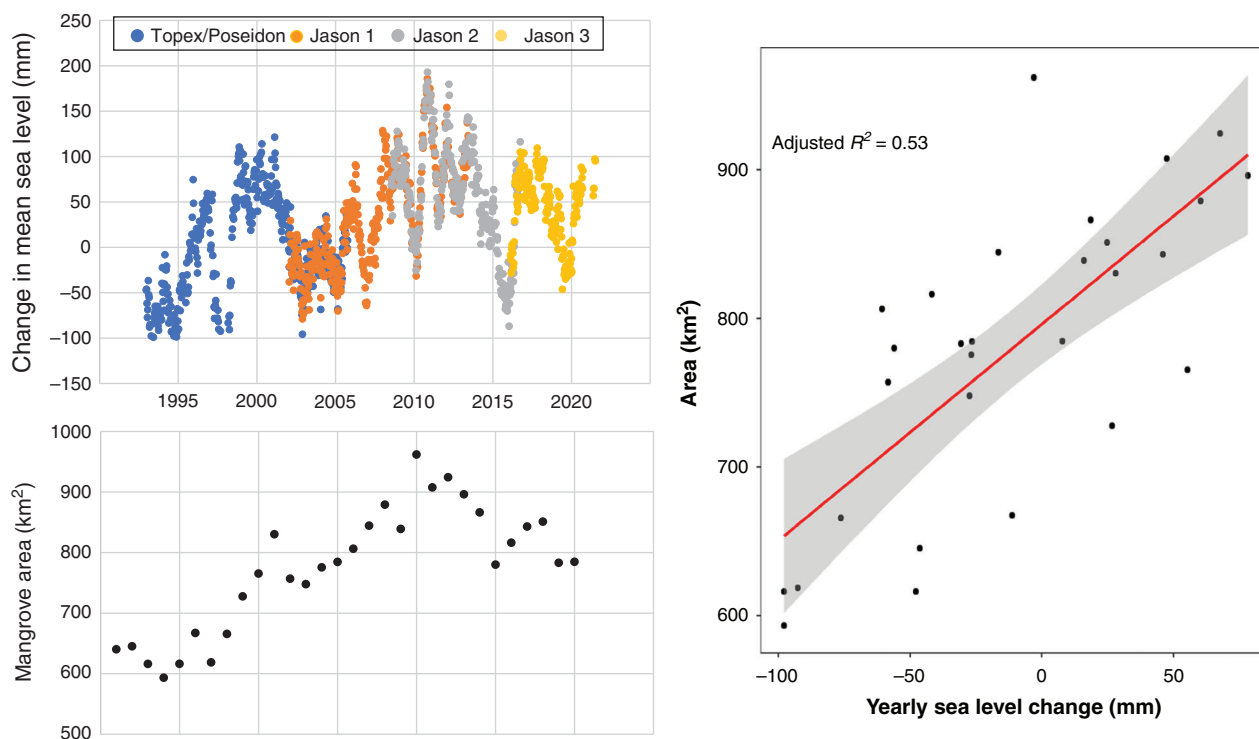 Topex/Poseidon Jason 1 Jason 2 Jason 3
Change in mean sea level (mm)
250
200
150
100
50
0
−50
−100
−150
1995 2000 2005 2010 2015 2020
Mangrove area (km²)
1000
900
800
700
600
500
Adjusted R² = 0.53
Area (km²)
900
800
700
600
−100 −50 0 50
Yearly sea level change (mm)